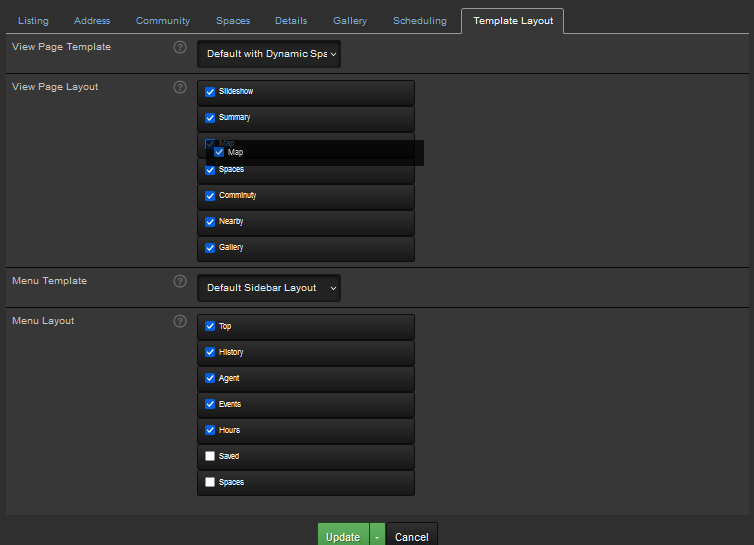 Listing Address Community Spaces Details Gallery Scheduling Template Layout
View Page Template ? Default with Dynamic Spa
View Page Layout ? Slideshow
Summary
Map
Map
Spaces
Comminuty
Nearby
Gallery
Menu Template ? Default Sidebar Layout
Menu Layout ? Top
History
Agent
Events
Hours
Saved
Spaces
Update - Cancel